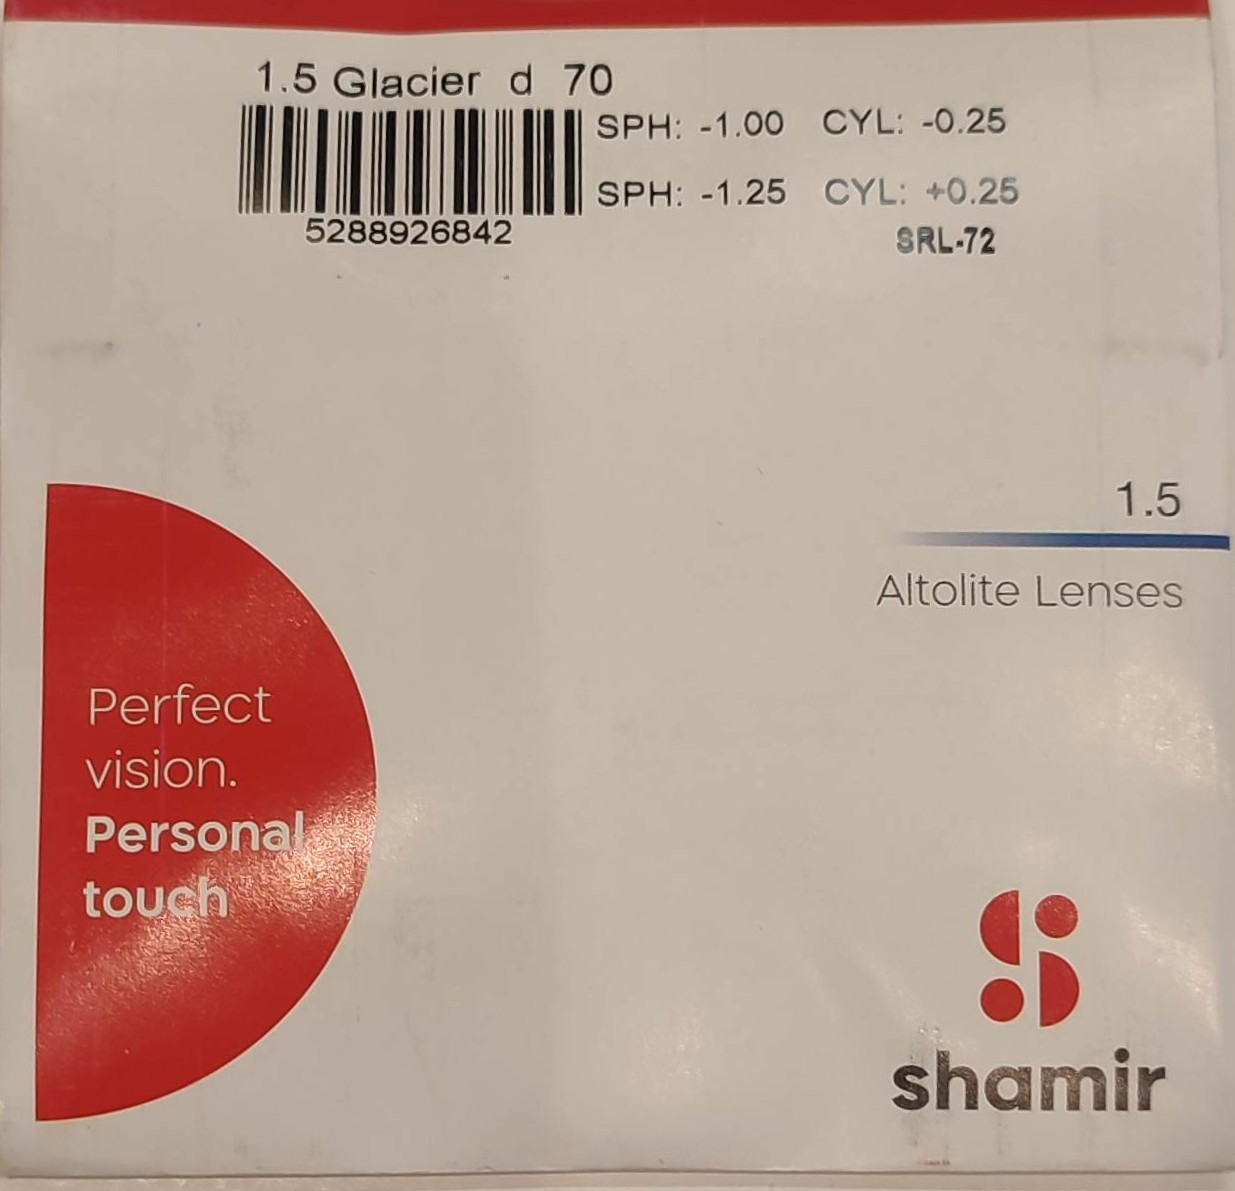 1.5 Glacier d 70
SPH: -1.00 CYL: -0.25
SPH: -1.25 CYL: +0.25
5288926842
SRL-72
1.5
Altolite Lenses
Perfect
vision.
Personal
touch
shamir